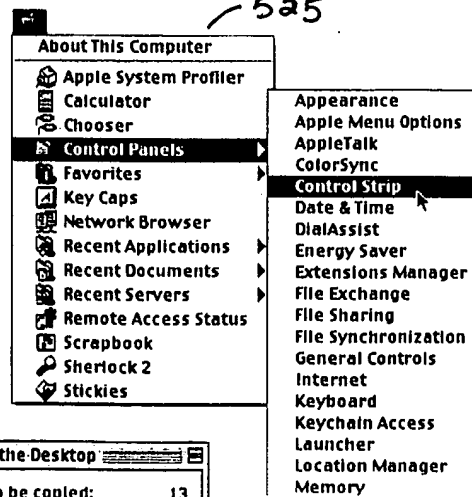 525
About This Computer
Apple System Profiler
Calculator
Chooser
Control Panels
Favorites
Key Caps
Network Browser
Recent Applications
Recent Documents
Recent Servers
Remote Access Status
Scrapbook
Sherlock 2
Stickies
Appearance
Apple Menu Options
AppleTalk
ColorSync
Control Strip
Date & Time
DialAssist
Energy Saver
Extensions Manager
File Exchange
File Sharing
File Synchronization
General Controls
Internet
Keyboard
Keychain Access
Launcher
Location Manager
Memory
the Desktop
be copied: 13